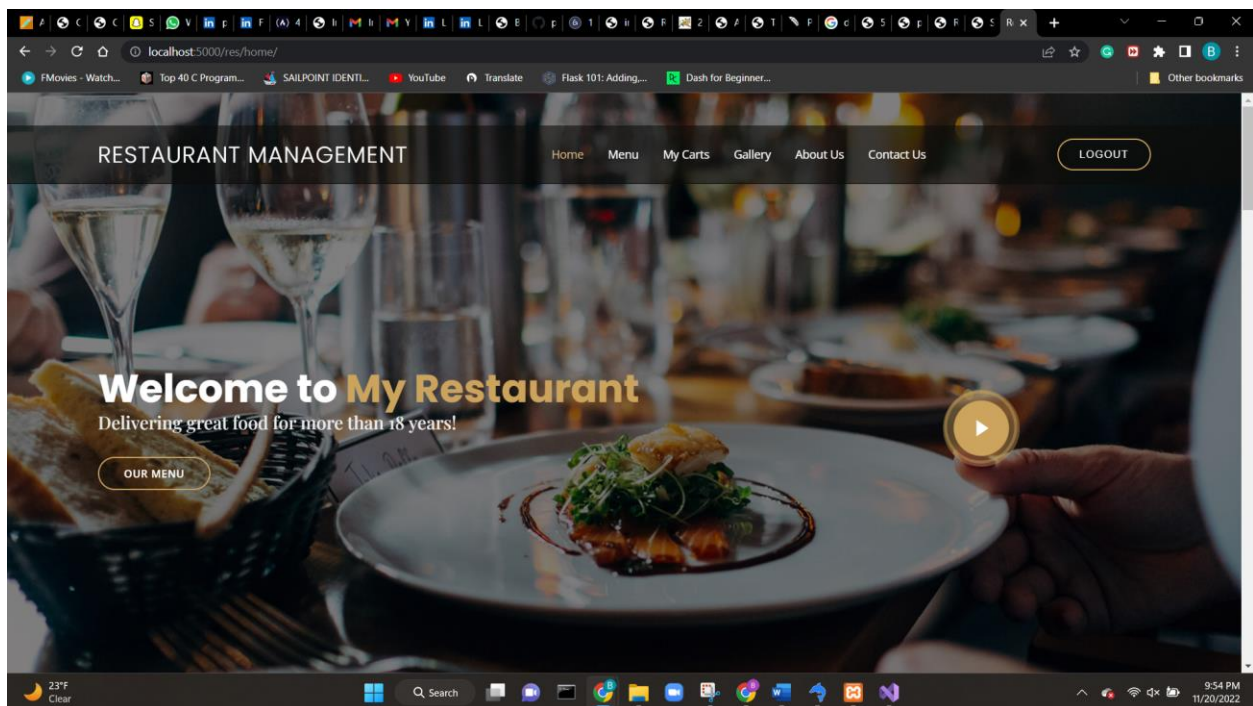 localhost:5000/res/home/
FMovies - Watch...
Top 40 C Program...
SAILPOINT IDENTI...
YouTube
Translate
Flask 101: Adding,...
Dash for Beginner...
Other bookmarks
RESTAURANT MANAGEMENT
Home
Menu
My Carts
Gallery
About Us
Contact Us
LOGOUT
Welcome to My Restaurant
Delivering great food for more than 18 years!
OUR MENU
23°F
Clear
Search
9:54 PM
11/20/2022